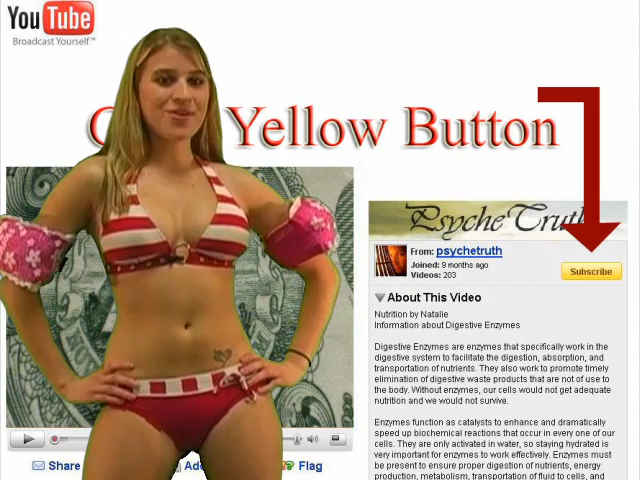 YouTube
Broadcast Yourself™
Yellow Button
PsycheTruth
From: psychetruth
Joined: 9 months ago
Videos: 203
Subscribe
About This Video
Nutrition by Natalie
Information about Digestive Enzymes
Digestive Enzymes are enzymes that specifically work in the
digestive system to facilitate the digestion, absorption, and
transportation of nutrients. They also work to promote timely
elimination of digestive waste products that are not of use to
the body. Without enzymes, our cells would not get adequate
nutrition and we would not survive.
Enzymes function as catalysts to enhance and dramatically
speed up biochemical reactions that occur in every one of our
cells. They are only activated in water, so staying hydrated is
very important for enzymes to work effectively. Enzymes must
be present to ensure proper digestion of nutrients, energy
production, metabolism, transportation of fluid to cells, and
Share
Flag